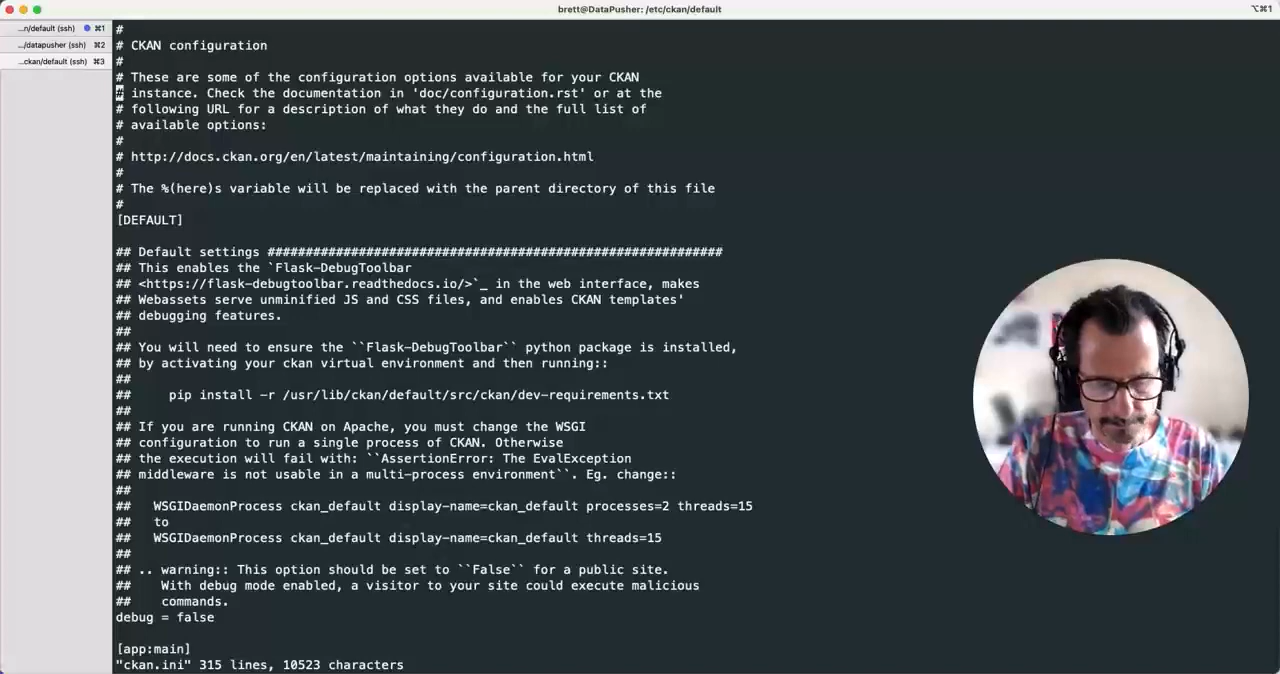 brett@DataPusher: /etc/ckan/default
⌥⌘1
...n/default (ssh) ⌘1
.../datapusher (ssh) ⌘2
...ckan/default (ssh) ⌘3
#
# CKAN configuration
#
# These are some of the configuration options available for your CKAN
# instance. Check the documentation in 'doc/configuration.rst' or at the
# following URL for a description of what they do and the full list of
# available options:
#
# http://docs.ckan.org/en/latest/maintaining/configuration.html
#
# The %(here)s variable will be replaced with the parent directory of this file
#
[DEFAULT]
## Default settings ############################################################
## This enables the `Flask-DebugToolbar
## <https://flask-debugtoolbar.readthedocs.io/>`_ in the web interface, makes
## Webassets serve unminified JS and CSS files, and enables CKAN templates'
## debugging features.
##
## You will need to ensure the ``Flask-DebugToolbar`` python package is installed,
## by activating your ckan virtual environment and then running::
##
##     pip install -r /usr/lib/ckan/default/src/ckan/dev-requirements.txt
##
## If you are running CKAN on Apache, you must change the WSGI
## configuration to run a single process of CKAN. Otherwise
## the execution will fail with: ``AssertionError: The EvalException
## middleware is not usable in a multi-process environment``. Eg. change::
##
##   WSGIDaemonProcess ckan_default display-name=ckan_default processes=2 threads=15
##   to
##   WSGIDaemonProcess ckan_default display-name=ckan_default threads=15
##
## .. warning:: This option should be set to ``False`` for a public site.
##    With debug mode enabled, a visitor to your site could execute malicious
##    commands.
debug = false
[app:main]
"ckan.ini" 315 lines, 10523 characters